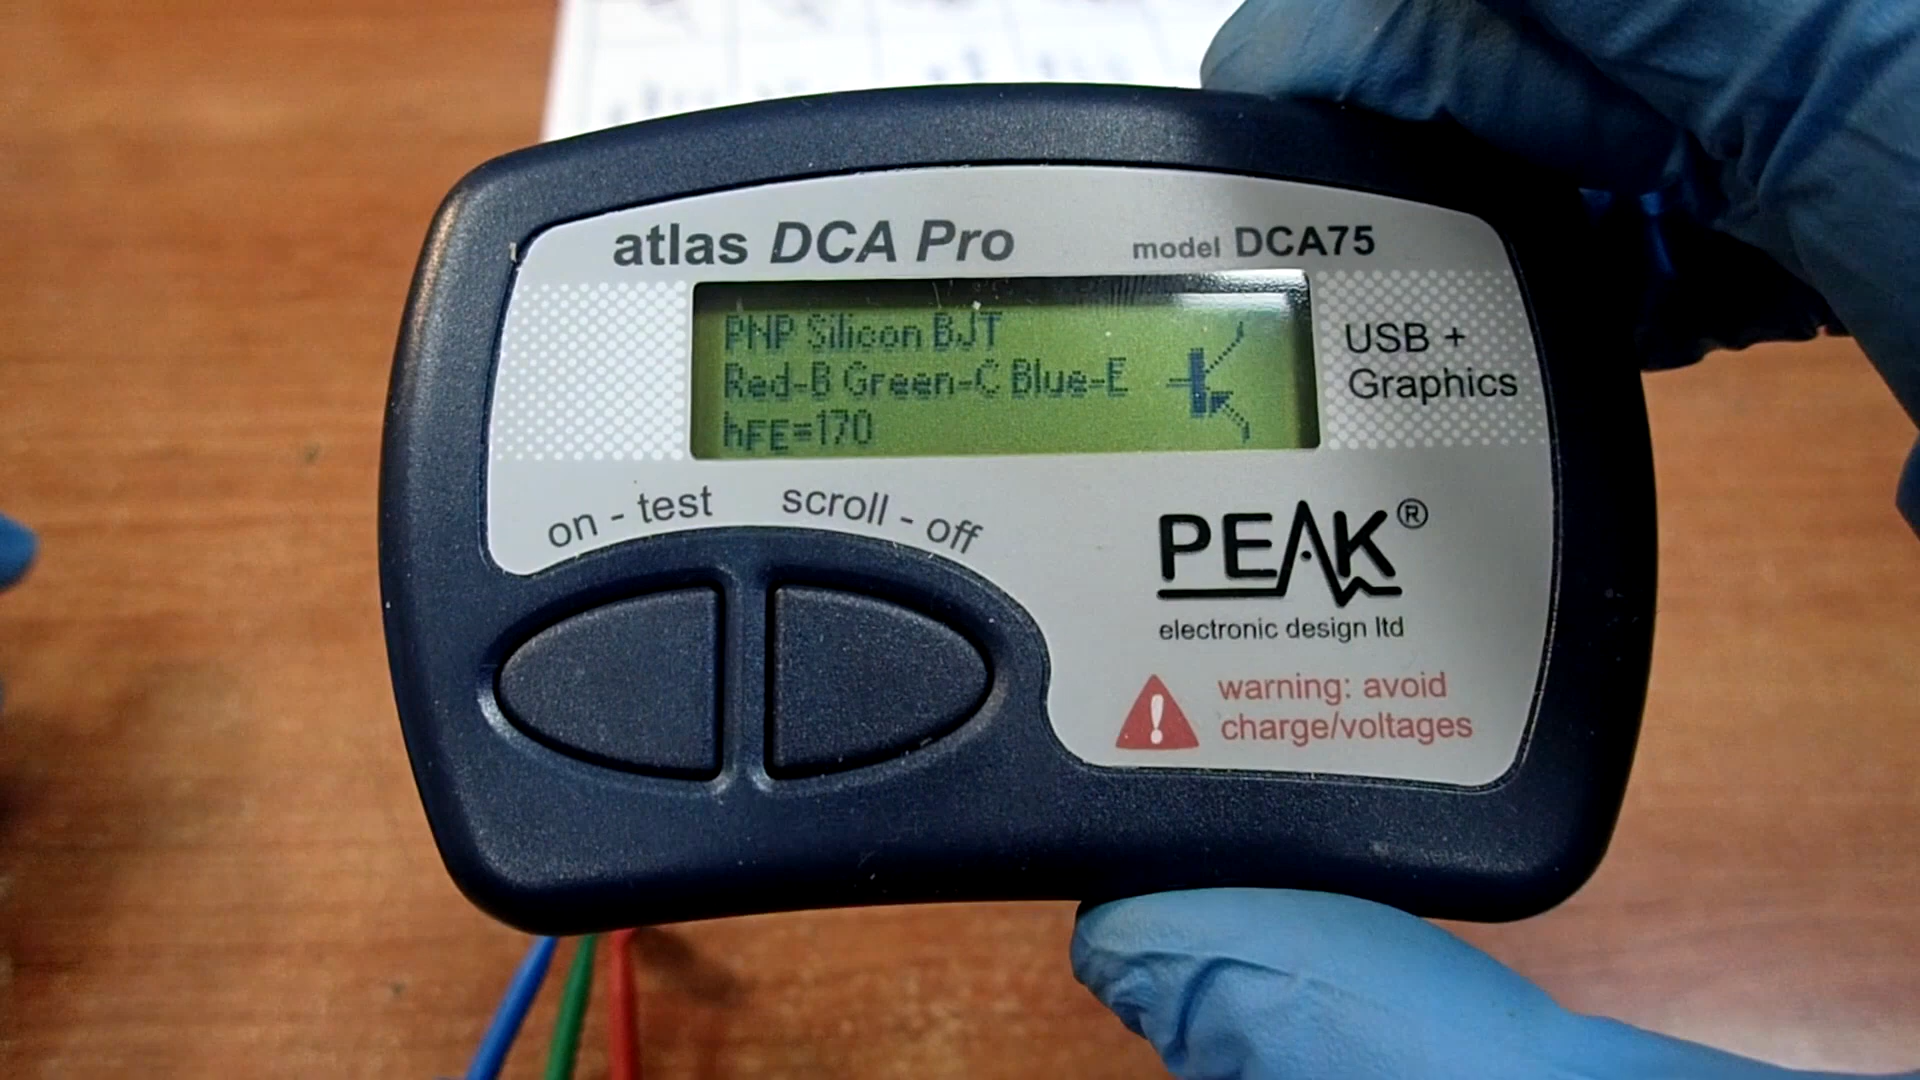 atlas DCA Pro model DCA75
PNP Silicon BJT
Red-B Green-C Blue-E
hFE=170
USB +
Graphics
on - test scroll - off
PEAK®
electronic design ltd
warning: avoid
charge/voltages